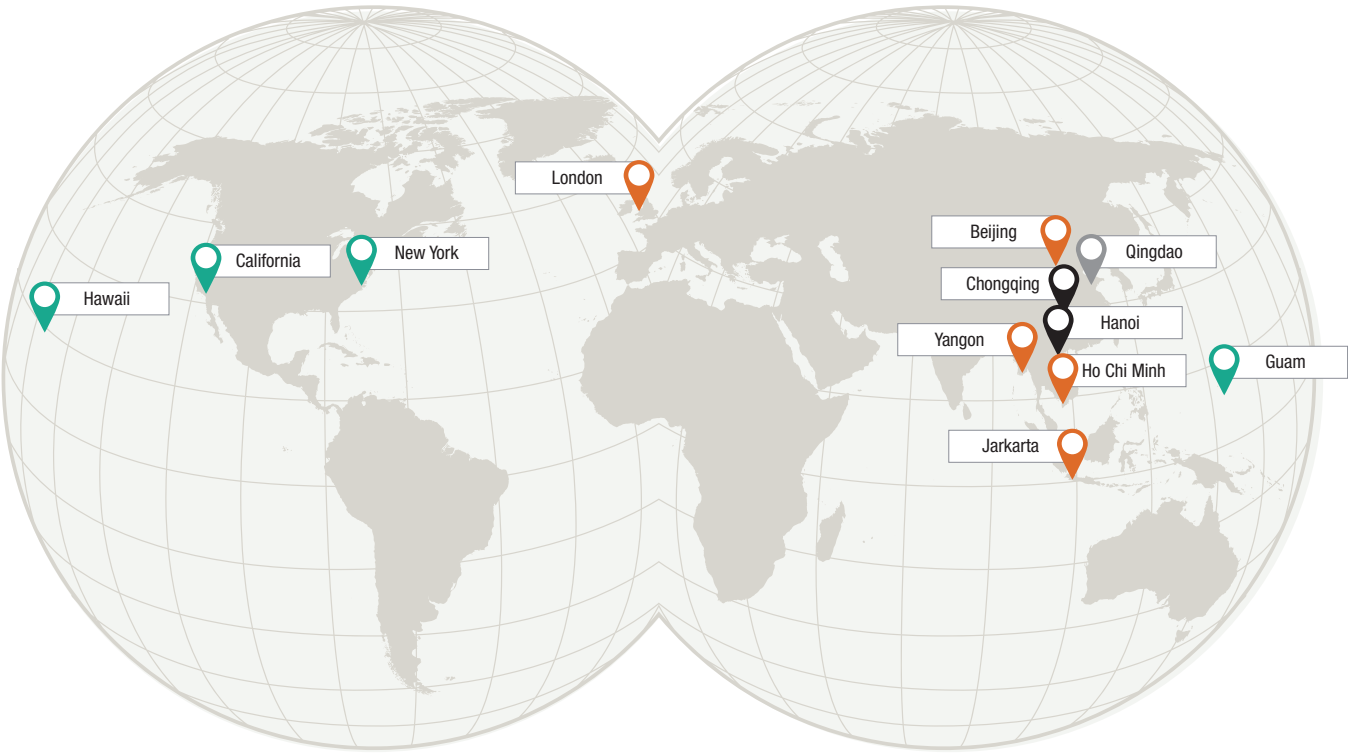 London
Beijing
Qingdao
New York
California
Chongqing
Hawaii
Hanoi
Yangon
Guam
Ho Chi Minh
Jarkarta